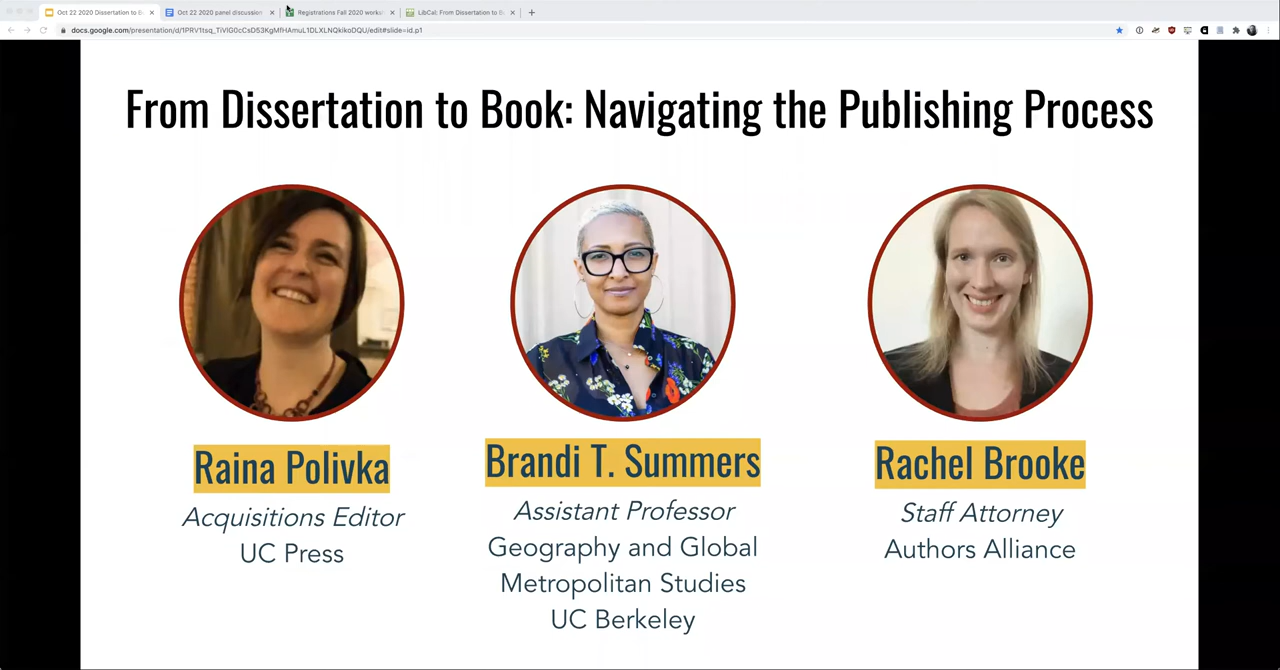 Oct 22 2020 Dissertation to B
Oct 22 2020 panel discussion
Registrations Fall 2020 works
LibCal: From Dissertation to B
docs.google.com/presentation/d/
/edit#slide=id.p1
From Dissertation to Book: Navigating the Publishing Process
Raina Polivka
Acquisitions Editor
UC Press
Brandi T. Summers
Assistant Professor
Geography and Global
Metropolitan Studies
UC Berkeley
Rachel Brooke
Staff Attorney
Authors Alliance